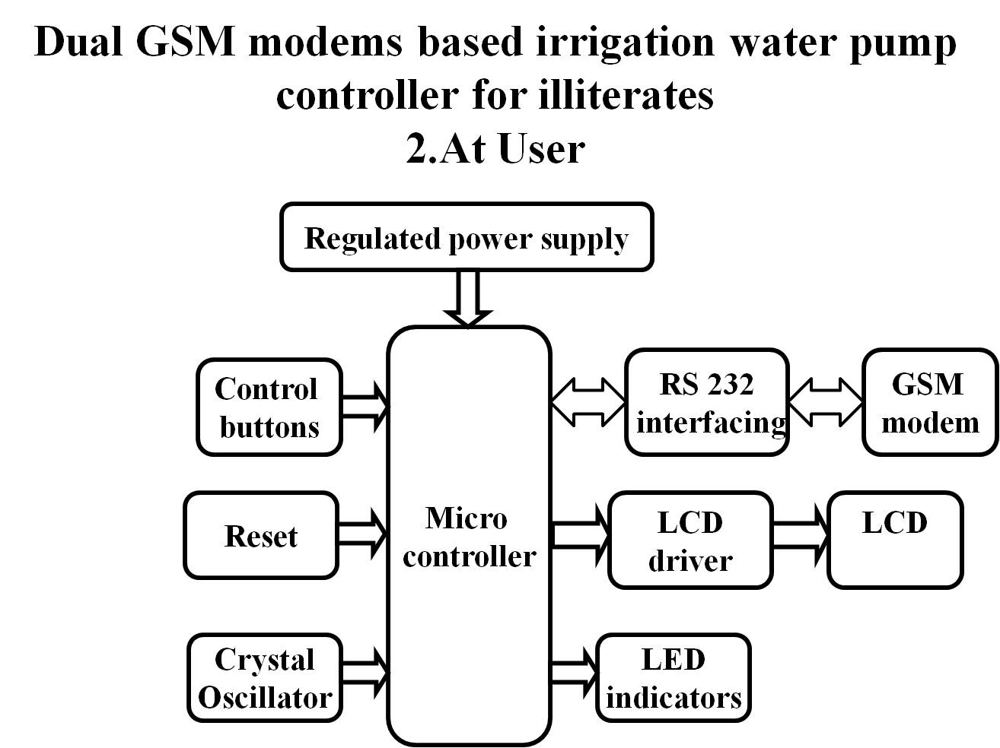 Dual GSM modems based irrigation water pump
controller for illiterates
2.At User
Regulated power supply
Control
buttons
RS 232
interfacing
GSM
modem
Reset
Micro
controller
LCD
driver
LCD
Crystal
Oscillator
LED
indicators